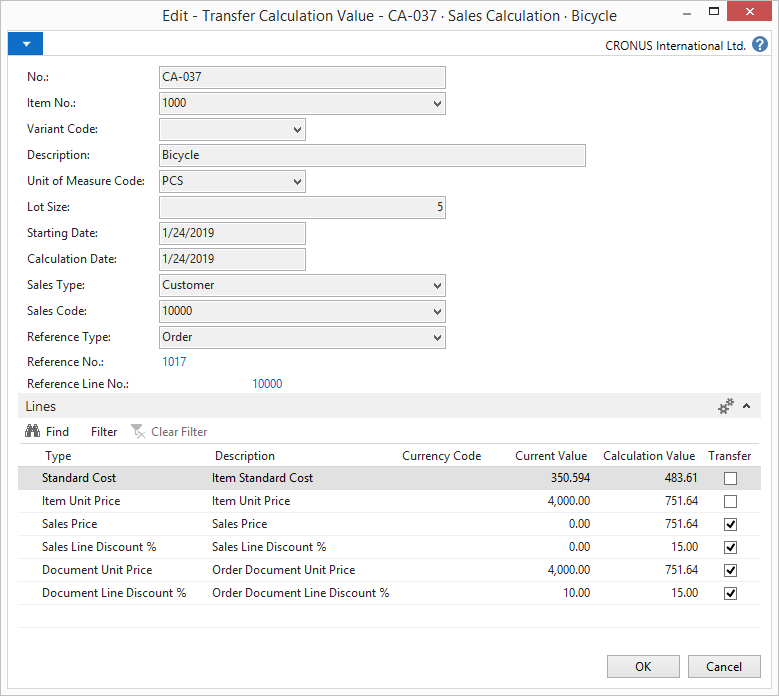 Edit - Transfer Calculation Value - CA-037 · Sales Calculation · Bicycle
CRONUS International Ltd. ?
No.: CA-037
Item No.: 1000
Variant Code:
Description: Bicycle
Unit of Measure Code: PCS
Lot Size: 5
Starting Date: 1/24/2019
Calculation Date: 1/24/2019
Sales Type: Customer
Sales Code: 10000
Reference Type: Order
Reference No.: 1017
Reference Line No.: 10000
Lines
Find Filter Clear Filter
Type Description Currency Code Current Value Calculation Value Transfer
Standard Cost Item Standard Cost 350.594 483.61
Item Unit Price Item Unit Price 4,000.00 751.64
Sales Price Sales Price 0.00 751.64
Sales Line Discount % Sales Line Discount % 0.00 15.00
Document Unit Price Order Document Unit Price 4,000.00 751.64
Document Line Discount % Order Document Line Discount % 10.00 15.00
OK Cancel